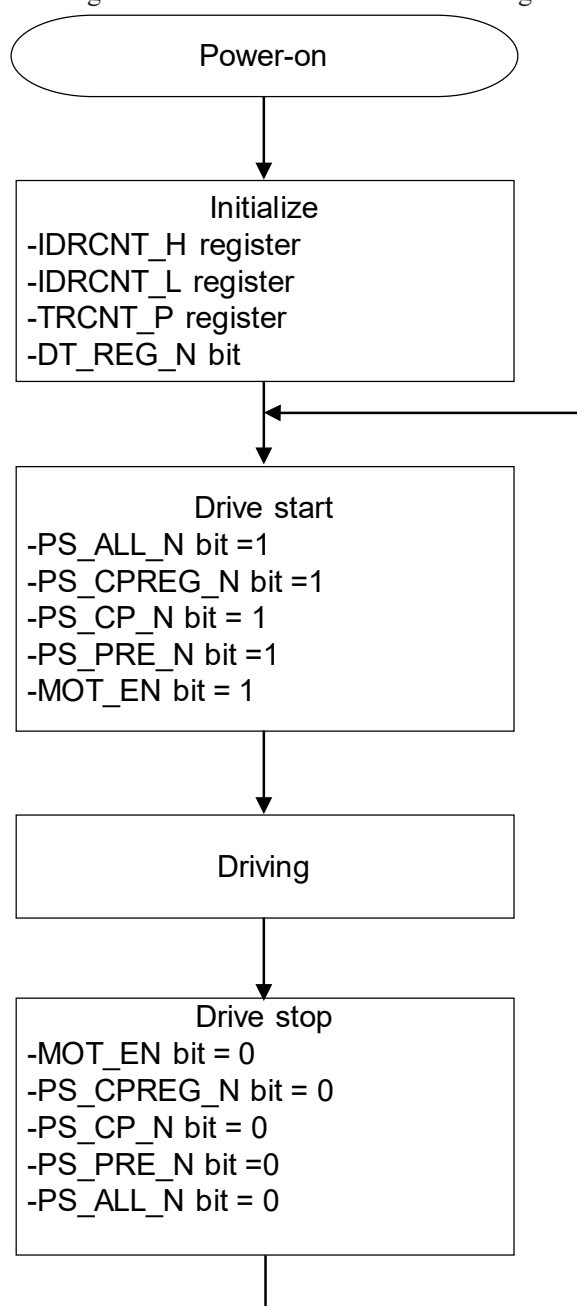 Power-on
Initialize
-IDRCNT_H register
-IDRCNT_L register
-TRCNT_P register
-DT_REG_N bit
Drive start
-PS_ALL_N bit =1
-PS_CPREG_N bit =1
-PS_CP_N bit = 1
-PS_PRE_N bit =1
-MOT_EN bit = 1
Driving
Drive stop
-MOT_EN bit = 0
-PS_CPREG_N bit = 0
-PS_CP_N bit = 0
-PS_PRE_N bit =0
-PS_ALL_N bit = 0